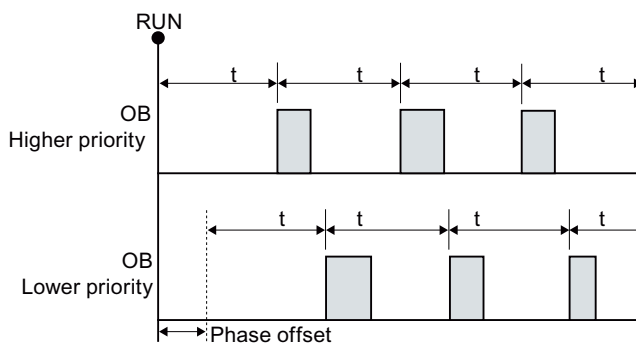 RUN
t t t t
OB
Higher priority
t t t t
OB
Lower priority
Phase offset